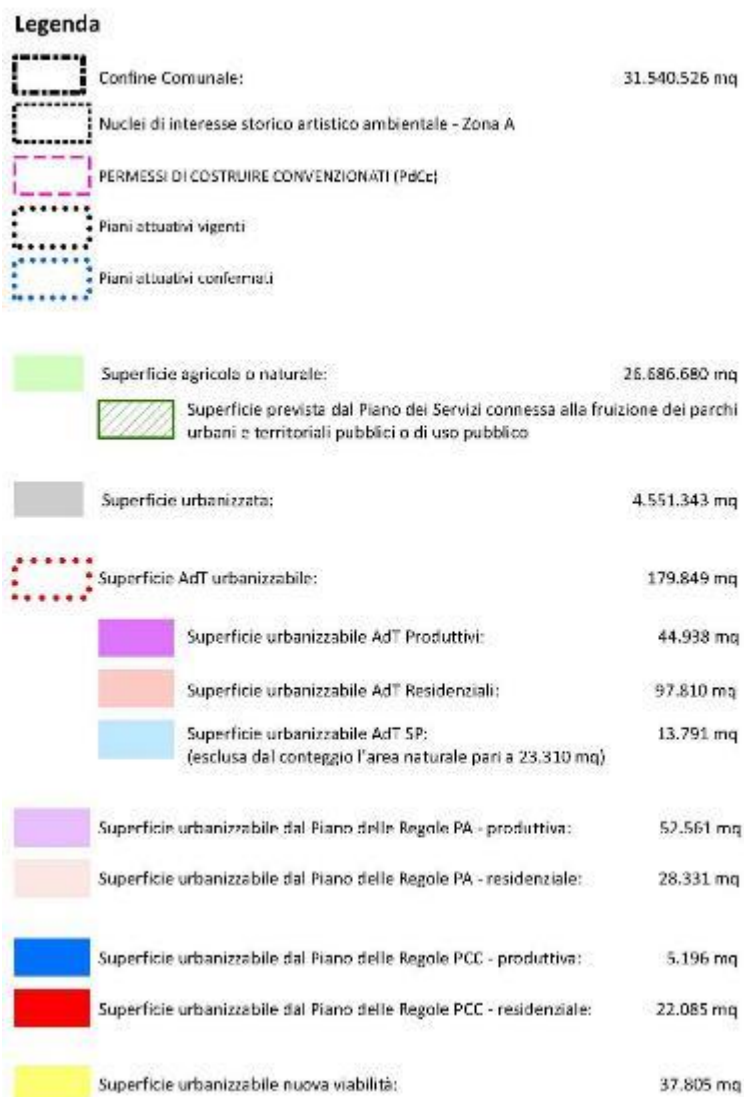 Legenda
Confine Comunale: 31.540.526 mq
Nuclei di interesse storico artistico ambientale - Zona A
PERMESSI DI COSTRUIRE CONVENZIONATI (PdCc)
Piani attuativi vigenti
Piani attuativi confermati
Superficie agricola o naturale: 26.686.680 mq
Superficie prevista dal Piano dei Servizi connessa alla fruizione dei parchi
urbani e territoriali pubblici o di uso pubblico
Superficie urbanizzata: 4.551.343 mq
Superficie AdT urbanizzabile: 179.849 mq
Superficie urbanizzabile AdT Produttivi: 44.938 mq
Superficie urbanizzabile AdT Residenziali: 97.810 mq
Superficie urbanizzabile AdT SP: 13.791 mq
(esclusa dal conteggio l'area naturale pari a 23.310 mq)
Superficie urbanizzabile dal Piano delle Regole PA - produttiva: 52.561 mq
Superficie urbanizzabile dal Piano delle Regole PA - residenziale: 28.331 mq
Superficie urbanizzabile dal Piano delle Regole PCC - produttiva: 5.196 mq
Superficie urbanizzabile dal Piano delle Regole PCC - residenziale: 22.085 mq
Superficie urbanizzabile nuova viabilità: 37.805 mq